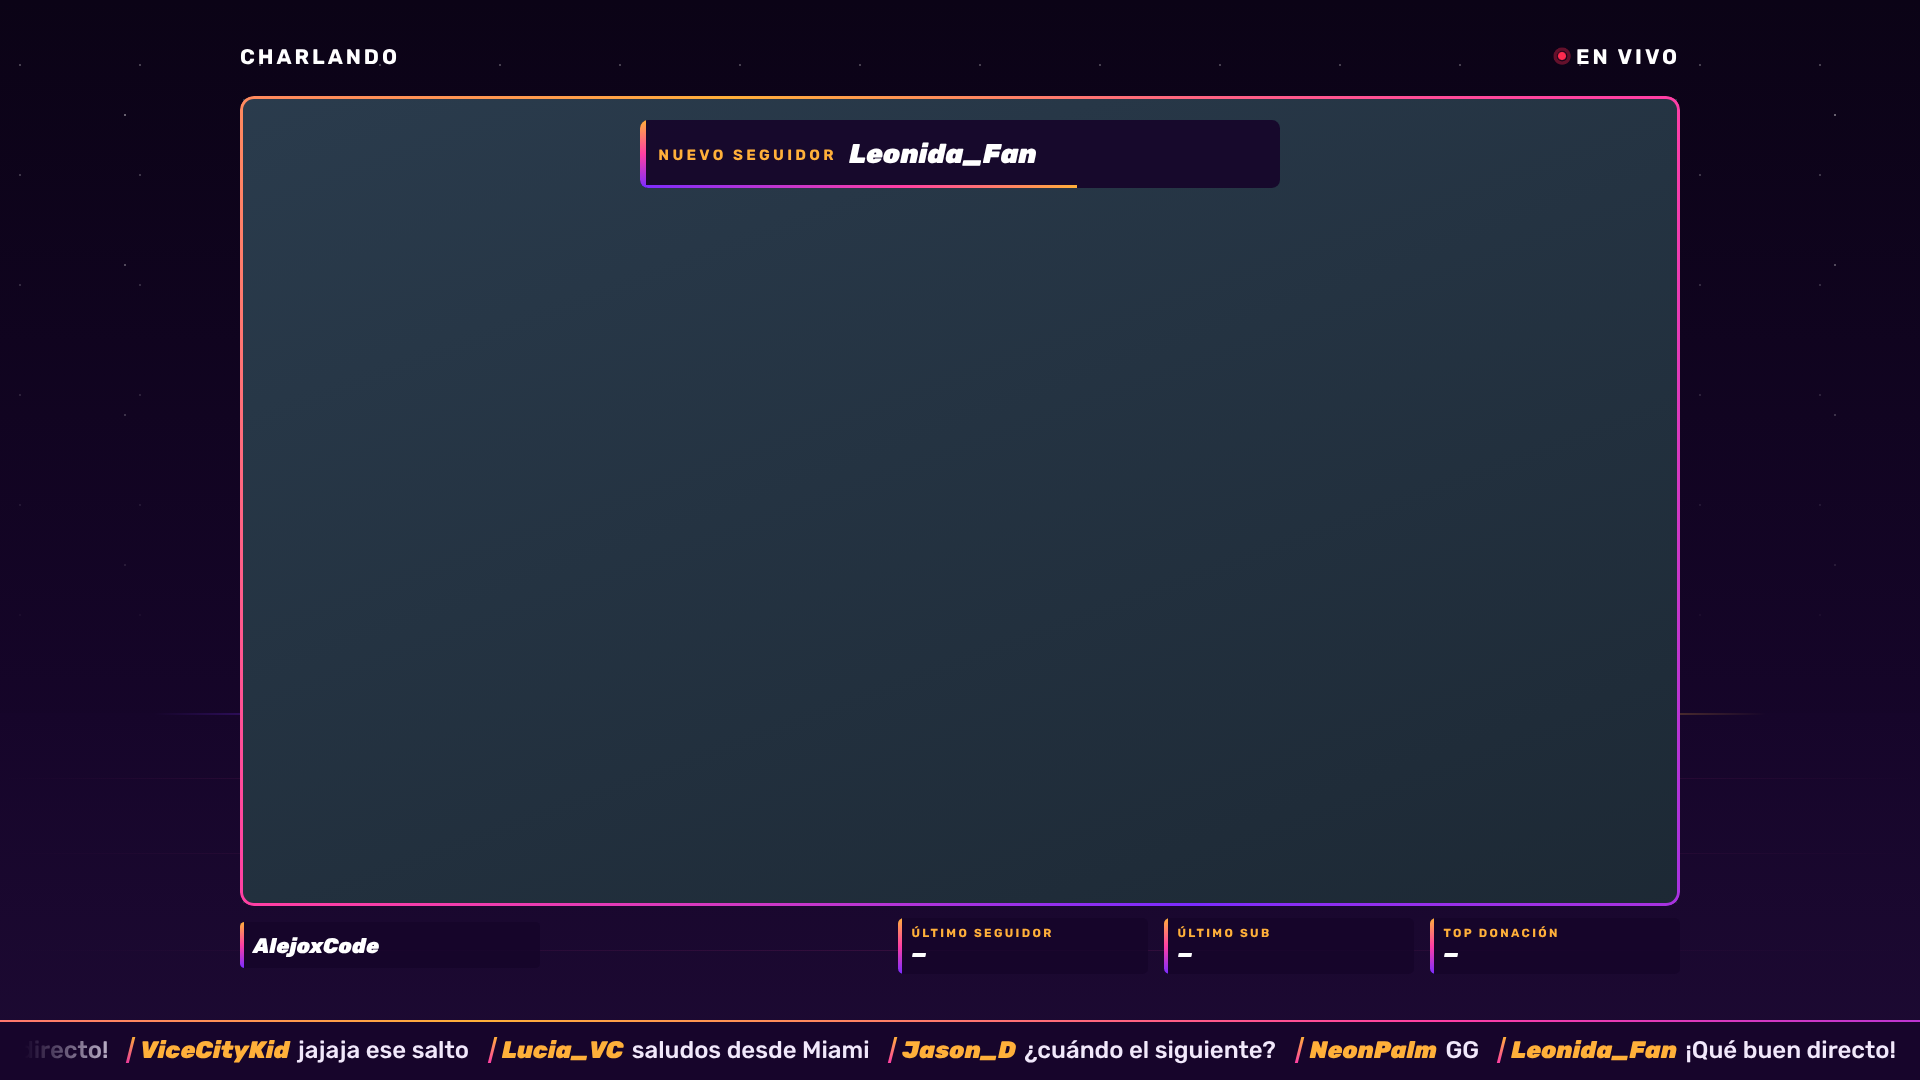 CHARLANDO
EN VIVO
NUEVO SEGUIDOR Leonida_Fan
AlejoxCode
ÚLTIMO SEGUIDOR
—
ÚLTIMO SUB
—
TOP DONACIÓN
—
directo! / ViceCityKid jajaja ese salto / Lucia_VC saludos desde Miami / Jason_D ¿cuándo el siguiente? / NeonPalm GG / Leonida_Fan ¡Qué buen directo!